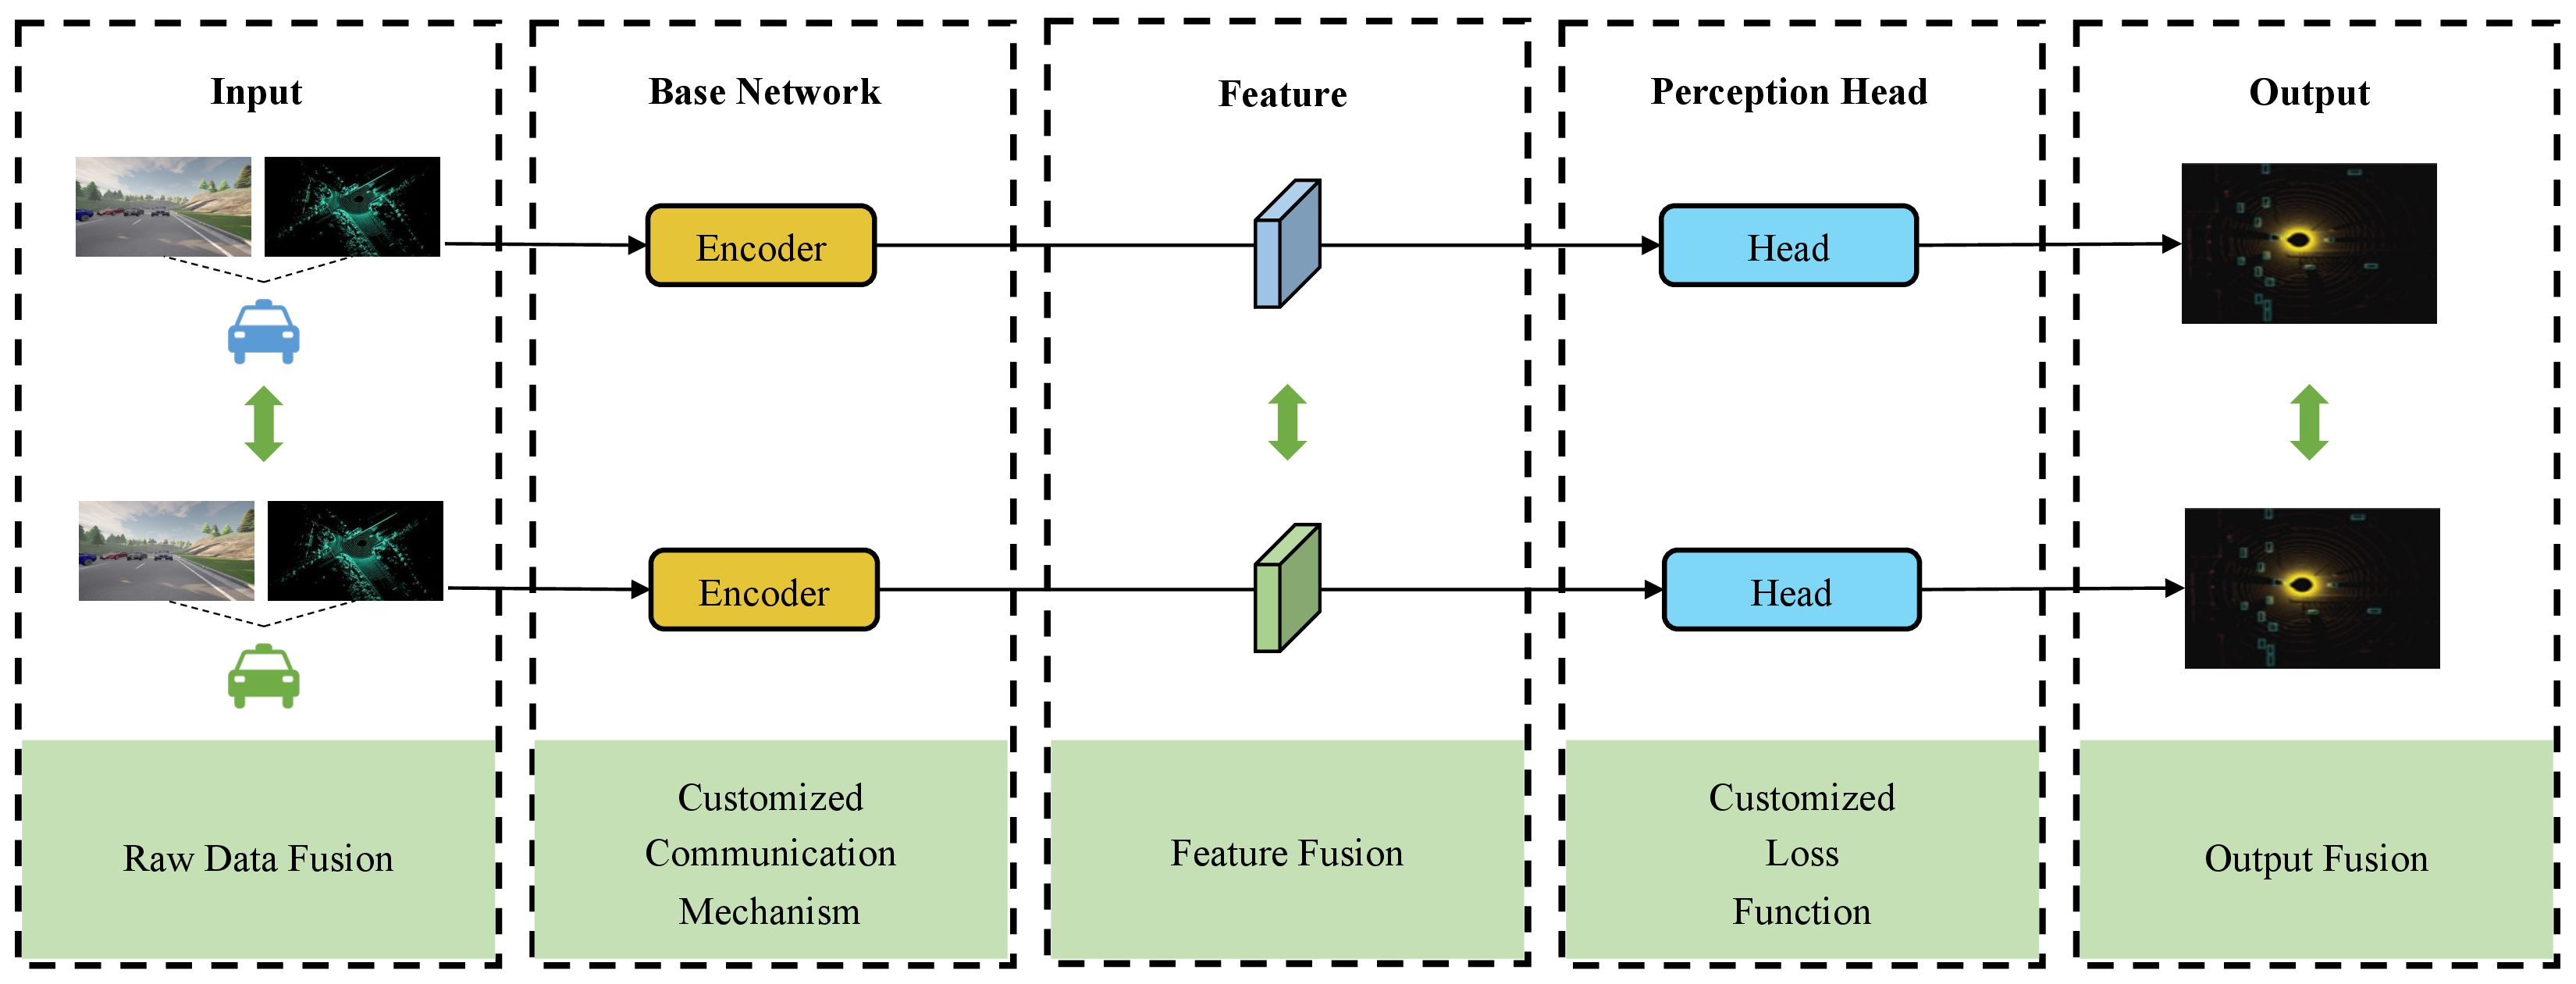 Input
Base Network
Feature
Perception Head
Output
Encoder
Head
Encoder
Head
Raw Data Fusion
Customized
Communication
Mechanism
Feature Fusion
Customized
Loss
Function
Output Fusion